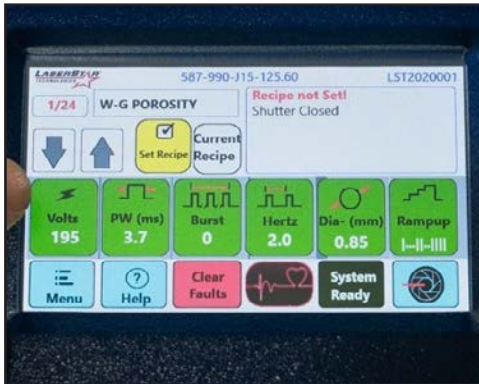 LASERSTAR
TECHNOLOGIES
587-990-J15-125.60
LST2020001
1/24
W-G POROSITY
Recipe not Set!
Shutter Closed
Set Recipe
Current
Recipe
Volts
195
PW (ms)
3.7
Burst
0
Hertz
2.0
Dia- (mm)
0.85
Rampup
Menu
?
Help
Clear
Faults
System
Ready